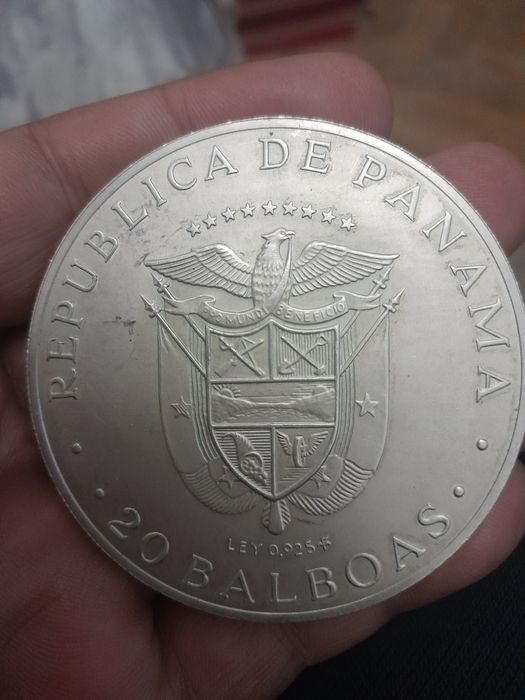 REPUBLICA DE PANAMA
PRO MUNDI BENEFICIO
LEY 0.925
20 BALBOAS